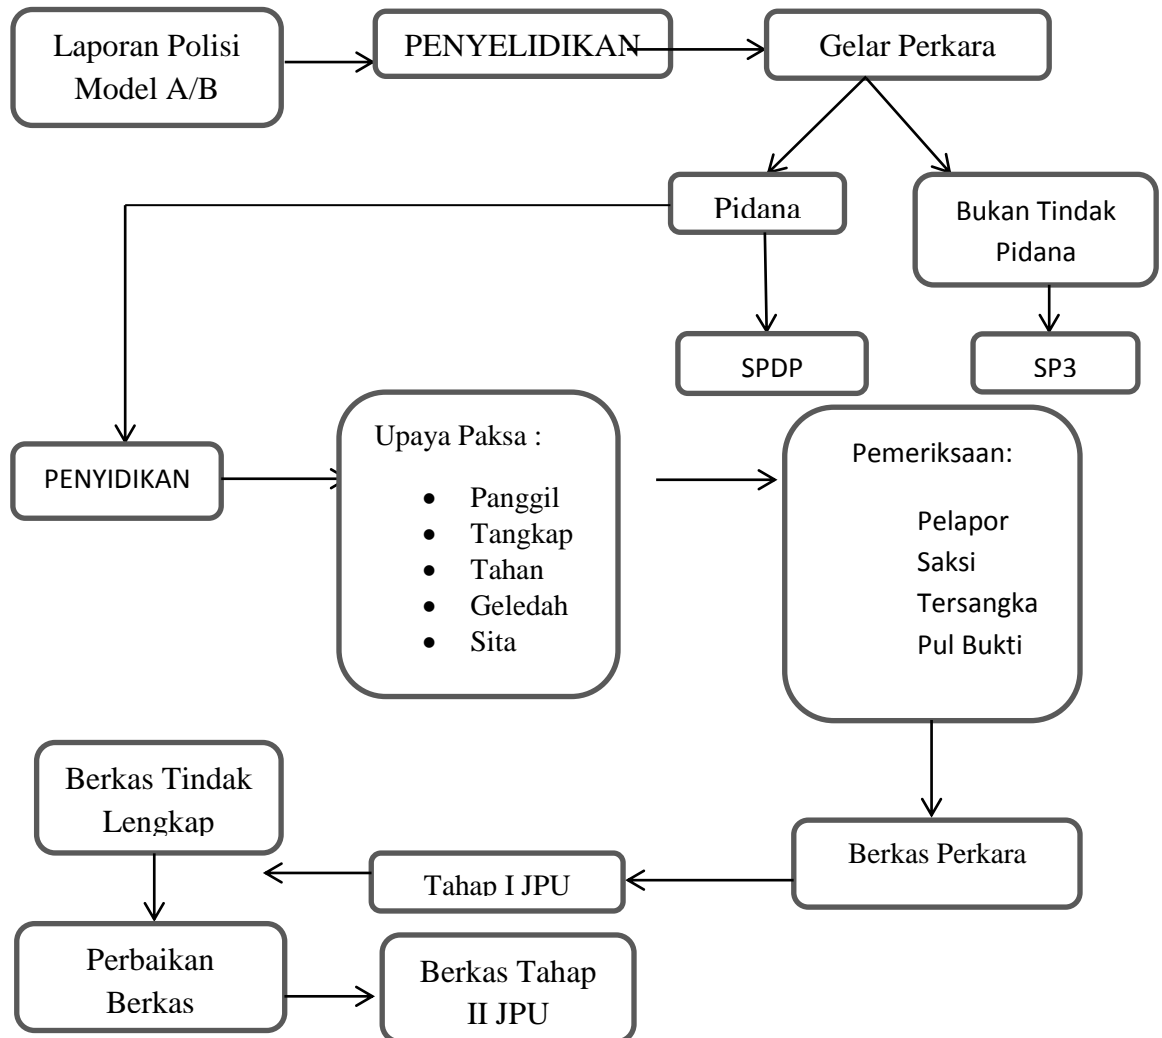 Laporan Polisi
Model A/B
PENYELIDIKAN
Gelar Perkara
Pidana
Bukan Tindak
Pidana
SPDP
SP3
PENYIDIKAN
Upaya Paksa :
• Panggil
• Tangkap
• Tahan
• Geledah
• Sita
Pemeriksaan:
Pelapor
Saksi
Tersangka
Pul Bukti
Berkas Tindak
Lengkap
Tahap I JPU
Berkas Perkara
Perbaikan
Berkas
Berkas Tahap
II JPU